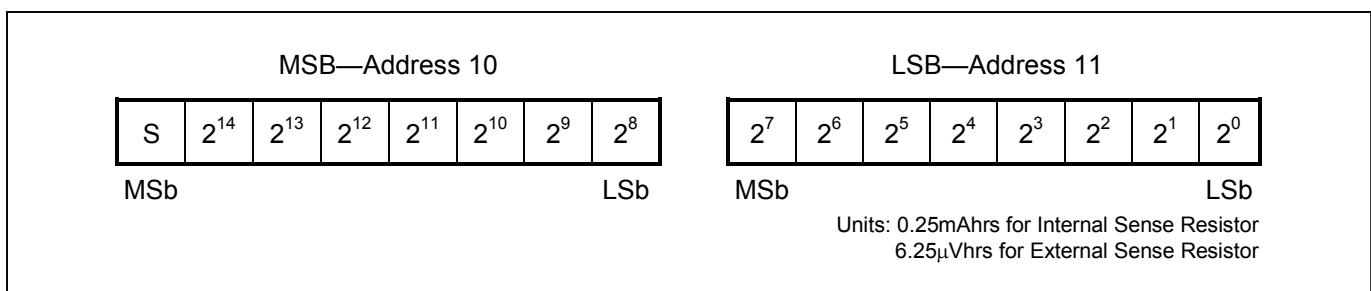 MSB—Address 10
LSB—Address 11
S 2^14 2^13 2^12 2^11 2^10 2^9 2^8
2^7 2^6 2^5 2^4 2^3 2^2 2^1 2^0
MSb LSb
MSb LSb
Units: 0.25mAhrs for Internal Sense Resistor
6.25μVhrs for External Sense Resistor